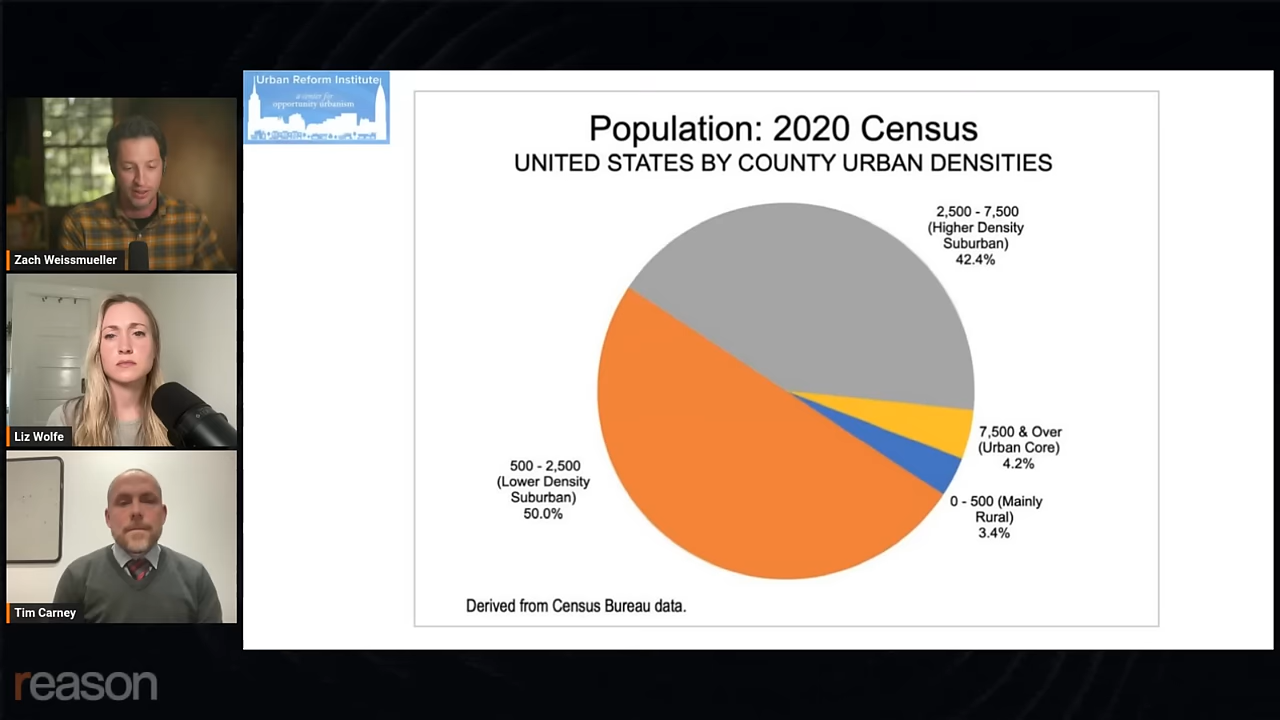 Urban Reform Institute
a center for
opportunity urbanism
Population: 2020 Census
UNITED STATES BY COUNTY URBAN DENSITIES
2,500 - 7,500
(Higher Density
Suburban)
42.4%
7,500 & Over
(Urban Core)
4.2%
500 - 2,500
(Lower Density
Suburban)
50.0%
0 - 500 (Mainly
Rural)
3.4%
Derived from Census Bureau data.
Zach Weissmueller
Liz Wolfe
Tim Carney
reason